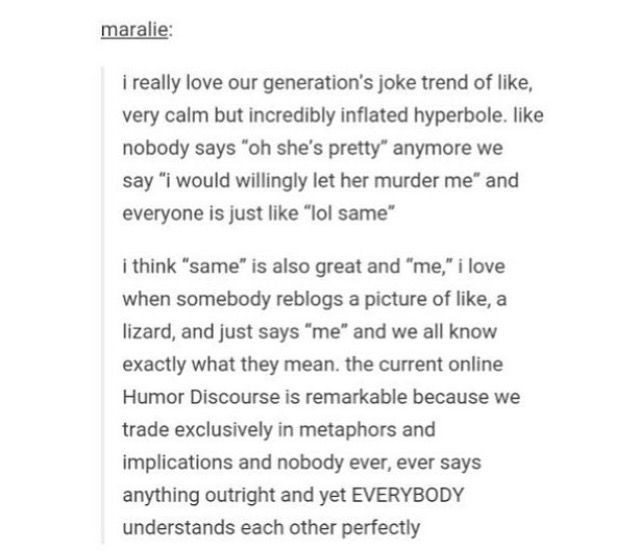 maralie:
i really love our generation's joke trend of like,
very calm but incredibly inflated hyperbole. like
nobody says "oh she's pretty" anymore we
say "i would willingly let her murder me" and
everyone is just like "lol same"
i think "same" is also great and "me," i love
when somebody reblogs a picture of like, a
lizard, and just says "me" and we all know
exactly what they mean. the current online
Humor Discourse is remarkable because we
trade exclusively in metaphors and
implications and nobody ever, ever says
anything outright and yet EVERYBODY
understands each other perfectly